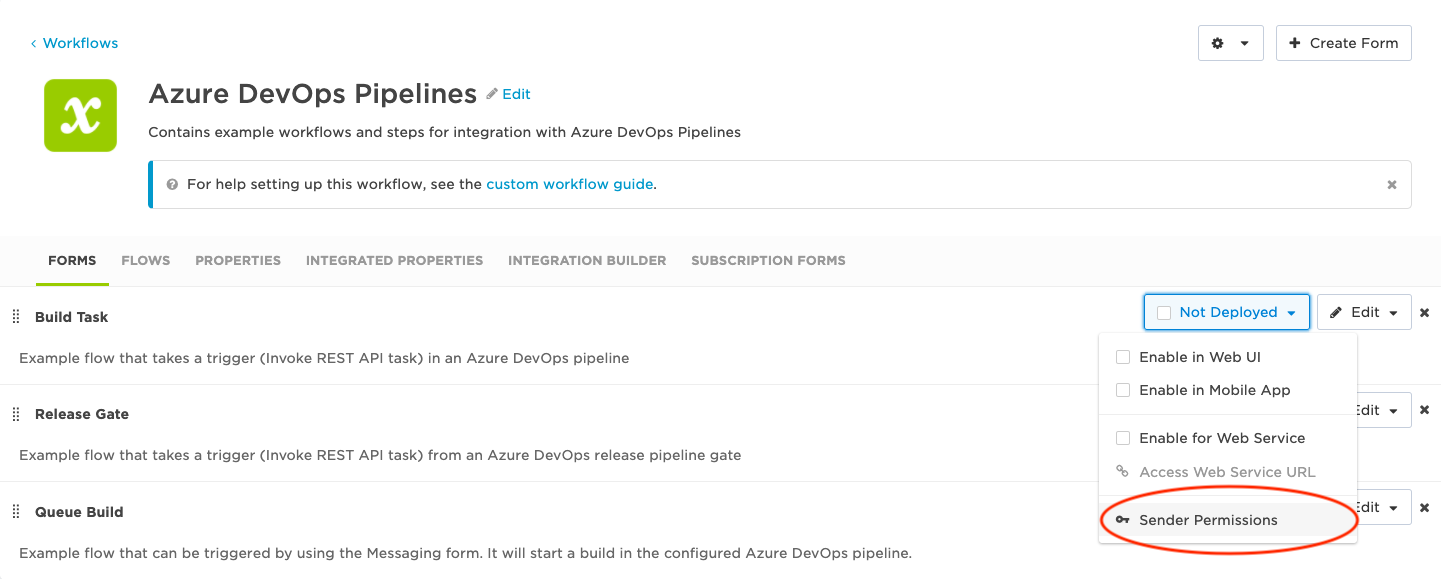 Workflows
Create Form
x
Azure DevOps Pipelines Edit
Contains example workflows and steps for integration with Azure DevOps Pipelines
For help setting up this workflow, see the custom workflow guide.
FORMS FLOWS PROPERTIES INTEGRATED PROPERTIES INTEGRATION BUILDER SUBSCRIPTION FORMS
Build Task Not Deployed Edit
Example flow that takes a trigger (Invoke REST API task) in an Azure DevOps pipeline
Enable in Web UI
Enable in Mobile App
Release Gate Edit
Enable for Web Service
Example flow that takes a trigger (Invoke REST API task) from an Azure DevOps release pipeline gate
Access Web Service URL
Queue Build Edit
Sender Permissions
Example flow that can be triggered by using the Messaging form. It will start a build in the configured Azure DevOps pipeline.